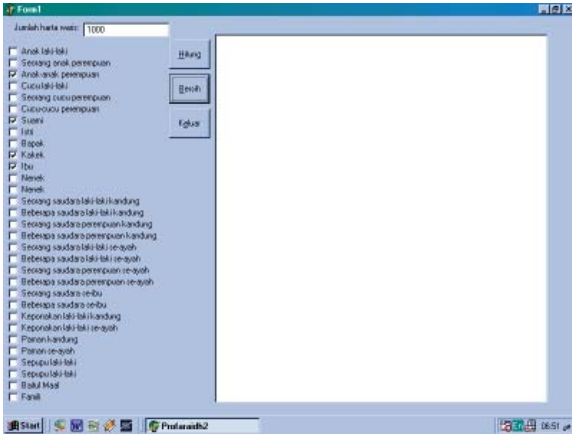 Form1
Jumlah harta waris: 1000
Anak laki-laki
Seorang anak perempuan
Anak-anak perempuan
Cucu laki-laki
Seorang cucu perempuan
Cucu-cucu perempuan
Suami
Istri
Bapak
Kakek
Ibu
Nenek
Nenek
Seorang saudara laki-laki kandung
Beberapa saudara laki-laki kandung
Seorang saudara perempuan kandung
Beberapa saudara perempuan kandung
Seorang saudara laki-laki se-ayah
Beberapa saudara laki-laki se-ayah
Seorang saudara perempuan se-ayah
Beberapa saudara perempuan se-ayah
Seorang saudara se-ibu
Beberapa saudara se-ibu
Keponakan laki-laki kandung
Keponakan laki-laki se-ayah
Paman kandung
Paman se-ayah
Sepupu laki-laki
Sepupu laki-laki
Baitul Maal
Famili
Hitung
Bersih
Keluar
Start
Profaraidh2
06:51